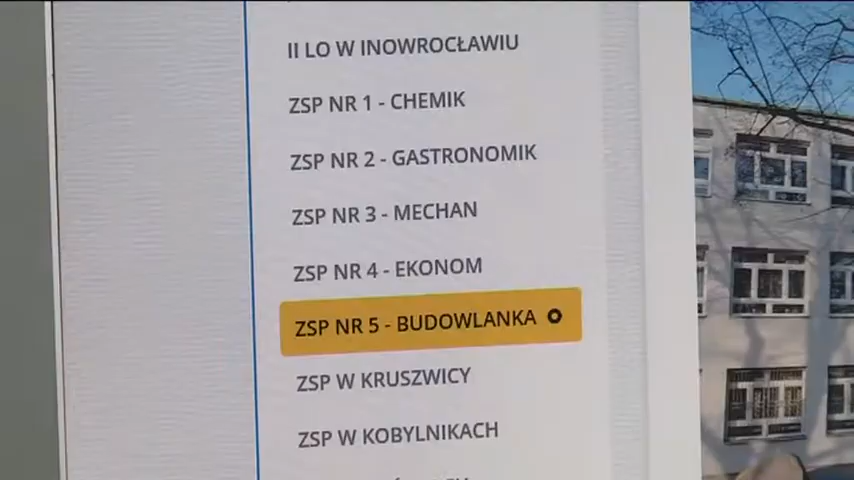 II LO W INOWROCŁAWIU
ZSP NR 1 - CHEMIK
ZSP NR 2 - GASTRONOMIK
ZSP NR 3 - MECHAN
ZSP NR 4 - EKONOM
ZSP NR 5 - BUDOWLANKA
ZSP W KRUSZWICY
ZSP W KOBYLNIKACH